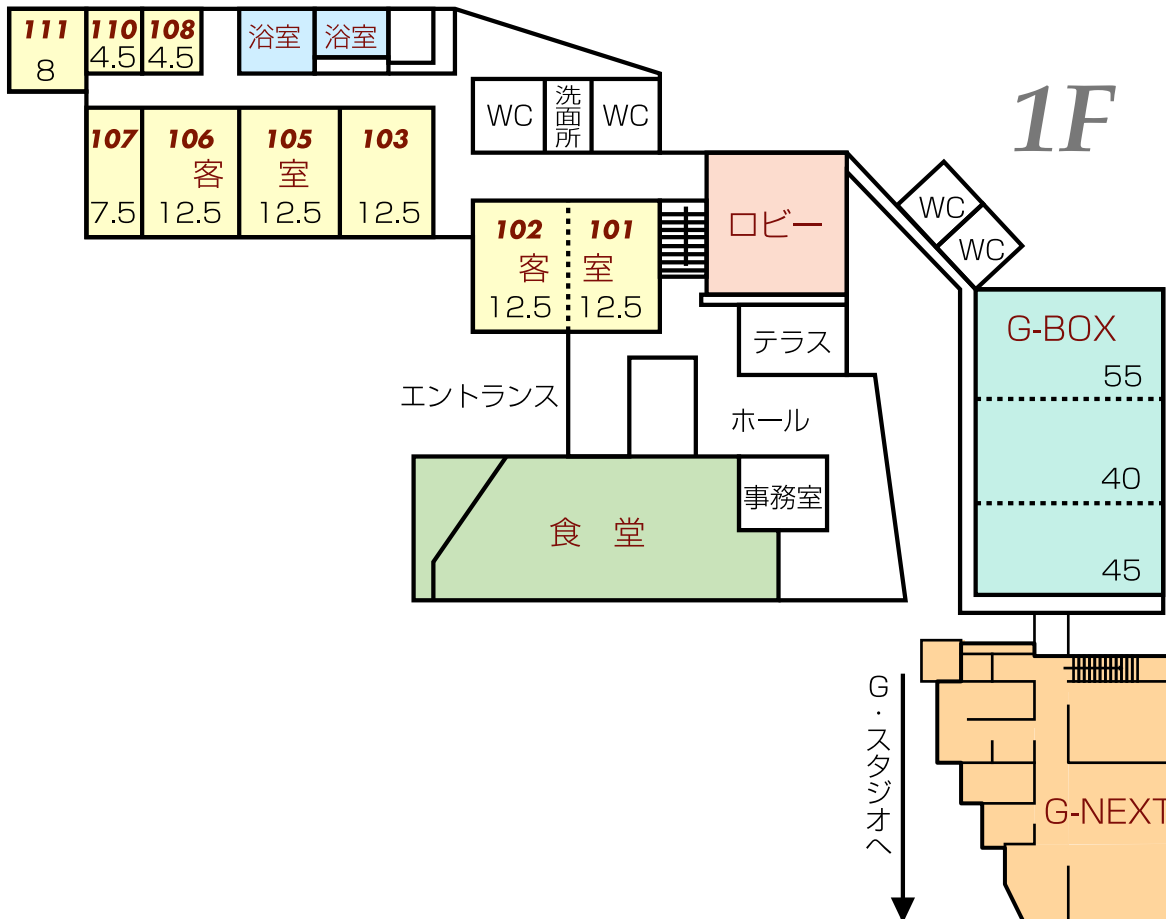 1F
111
8
110
4.5
108
4.5
浴室
浴室
WC
洗面所
WC
107
7.5
106
客
12.5
105
室
12.5
103
12.5
102
客
12.5
101
室
12.5
ロビー
WC
WC
テラス
エントランス
ホール
事務室
食 堂
G-BOX
55
40
45
G・スタジオへ
G-NEXT